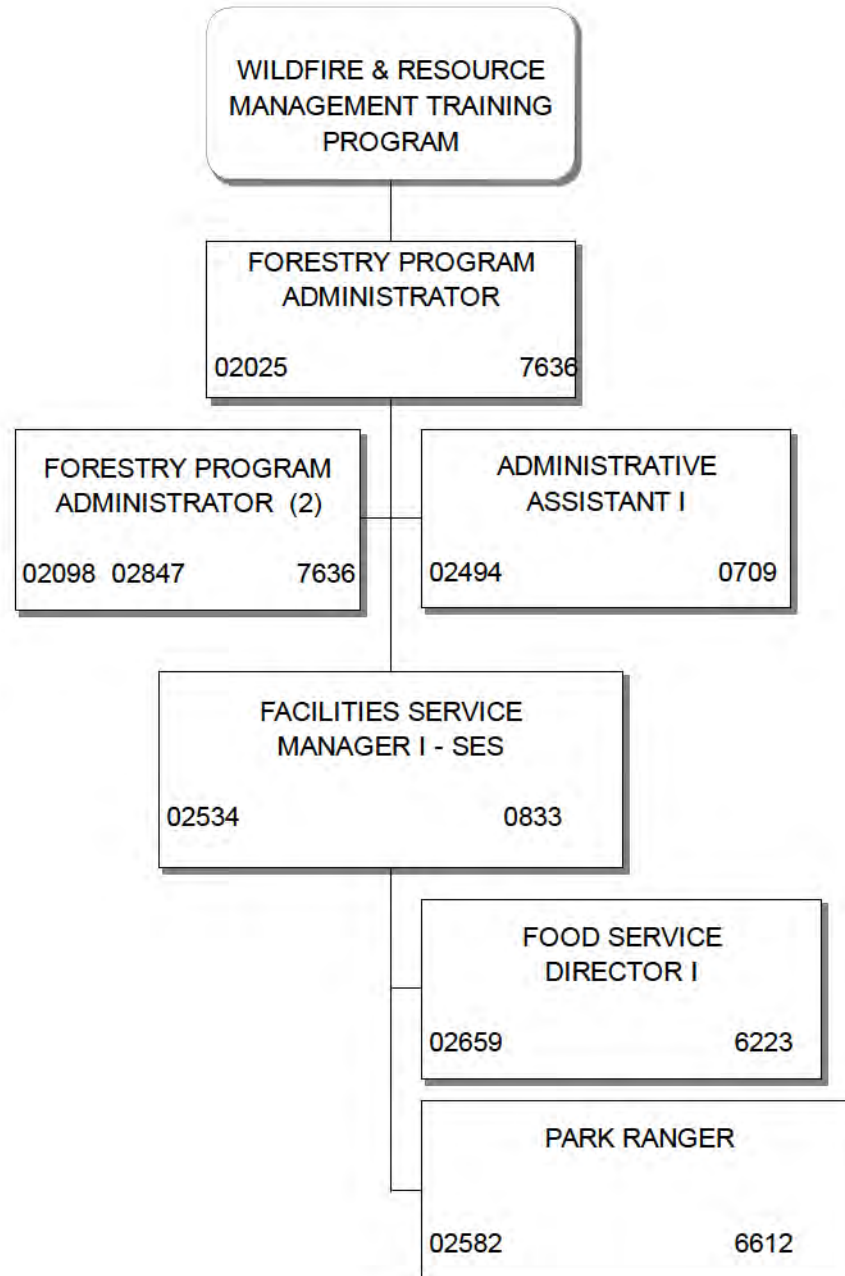 WILDFIRE & RESOURCE
MANAGEMENT TRAINING
PROGRAM
FORESTRY PROGRAM
ADMINISTRATOR
02025 7636
FORESTRY PROGRAM
ADMINISTRATOR (2)
02098 02847 7636
ADMINISTRATIVE
ASSISTANT I
02494 0709
FACILITIES SERVICE
MANAGER I - SES
02534 0833
FOOD SERVICE
DIRECTOR I
02659 6223
PARK RANGER
02582 6612